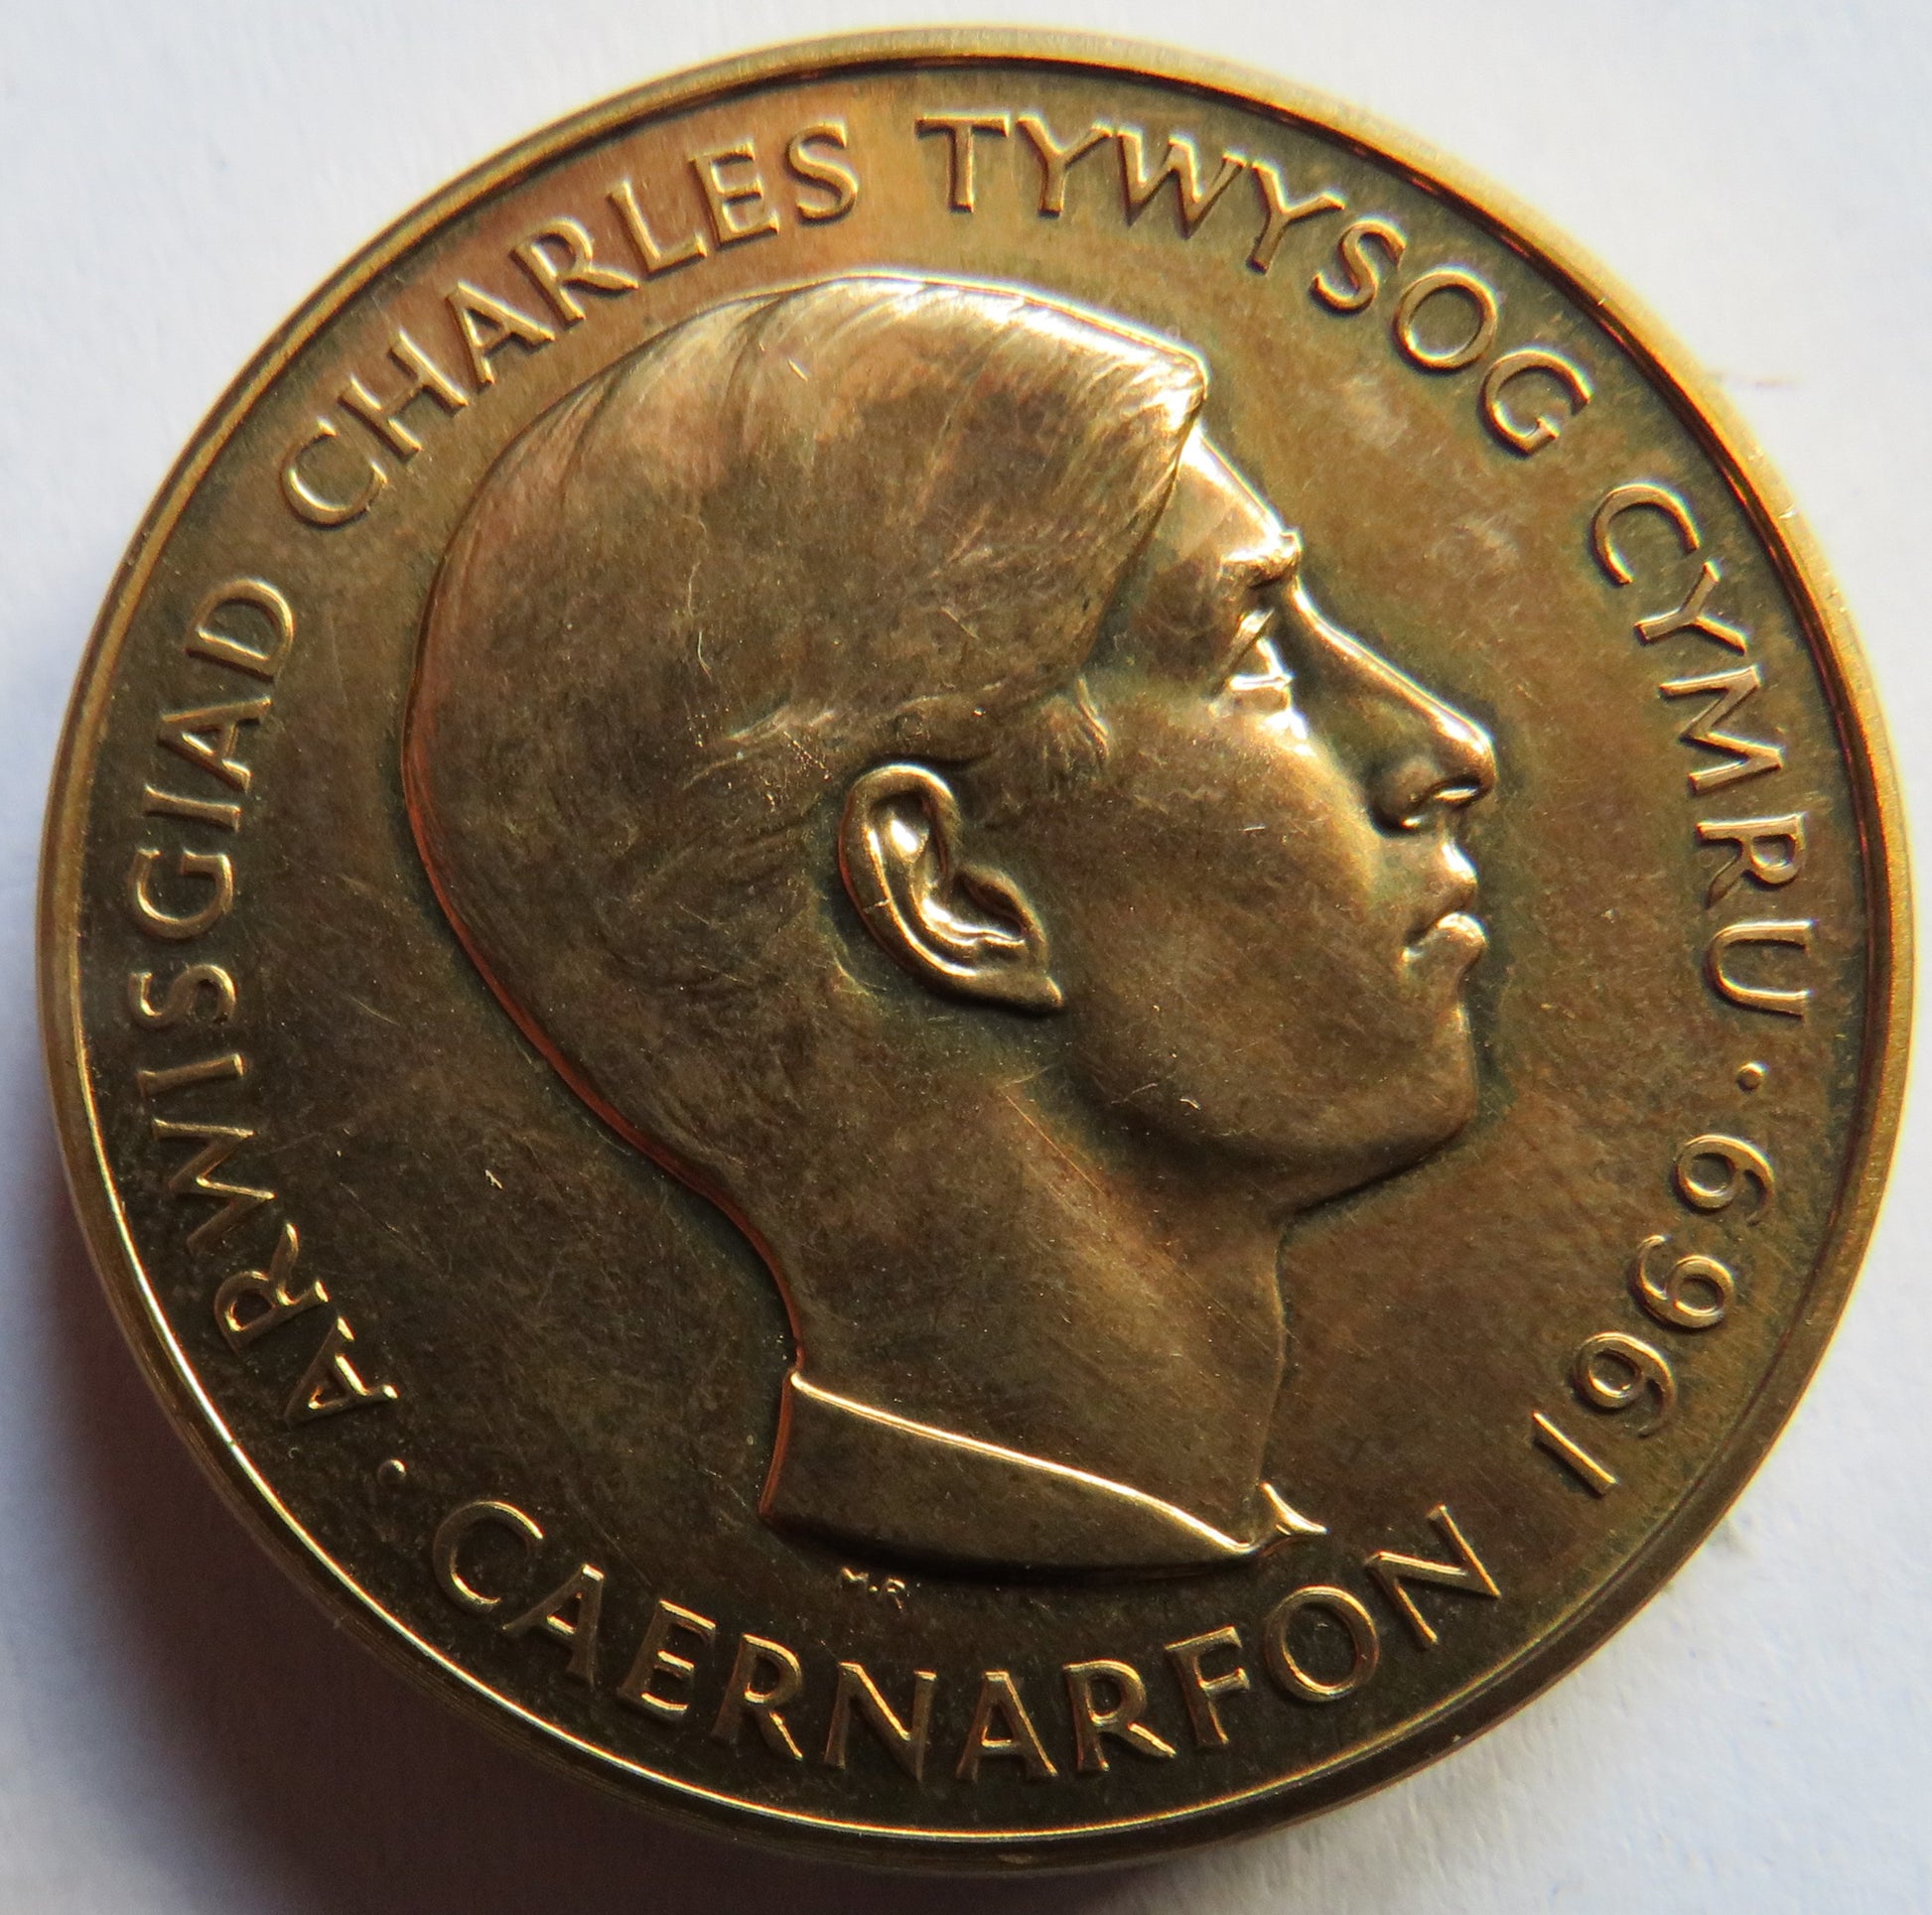 ARWISGIAD CHARLES TYWYSOG CYMRU · 1969
· CAERNARFON
M·R